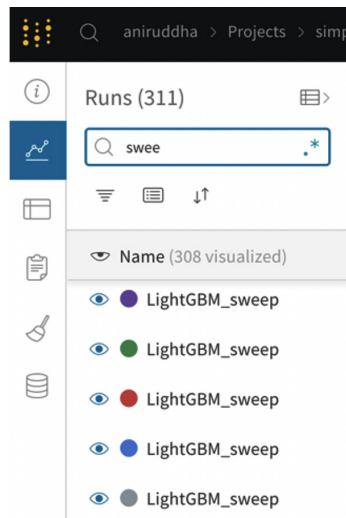 aniruddha > Projects > simp
Runs (311)
swee .*
Name (308 visualized)
LightGBM_sweep
LightGBM_sweep
LightGBM_sweep
LightGBM_sweep
LightGBM_sweep